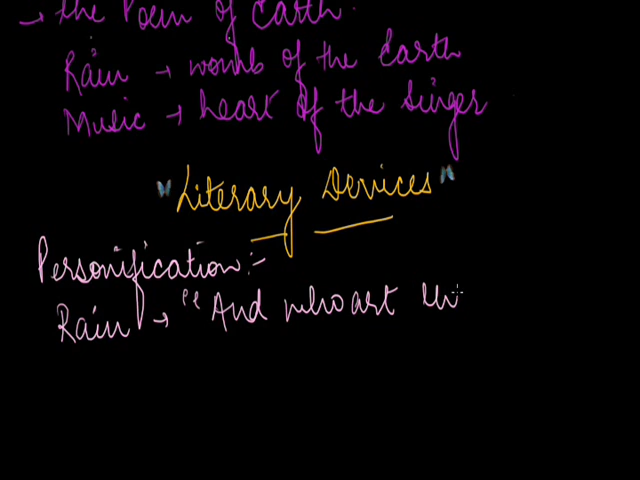 → the Poem of Earth.
Rain → womb of the Earth
Music → heart of the Singer
"Literary Devices"
Personification:-
Rain → "And who art